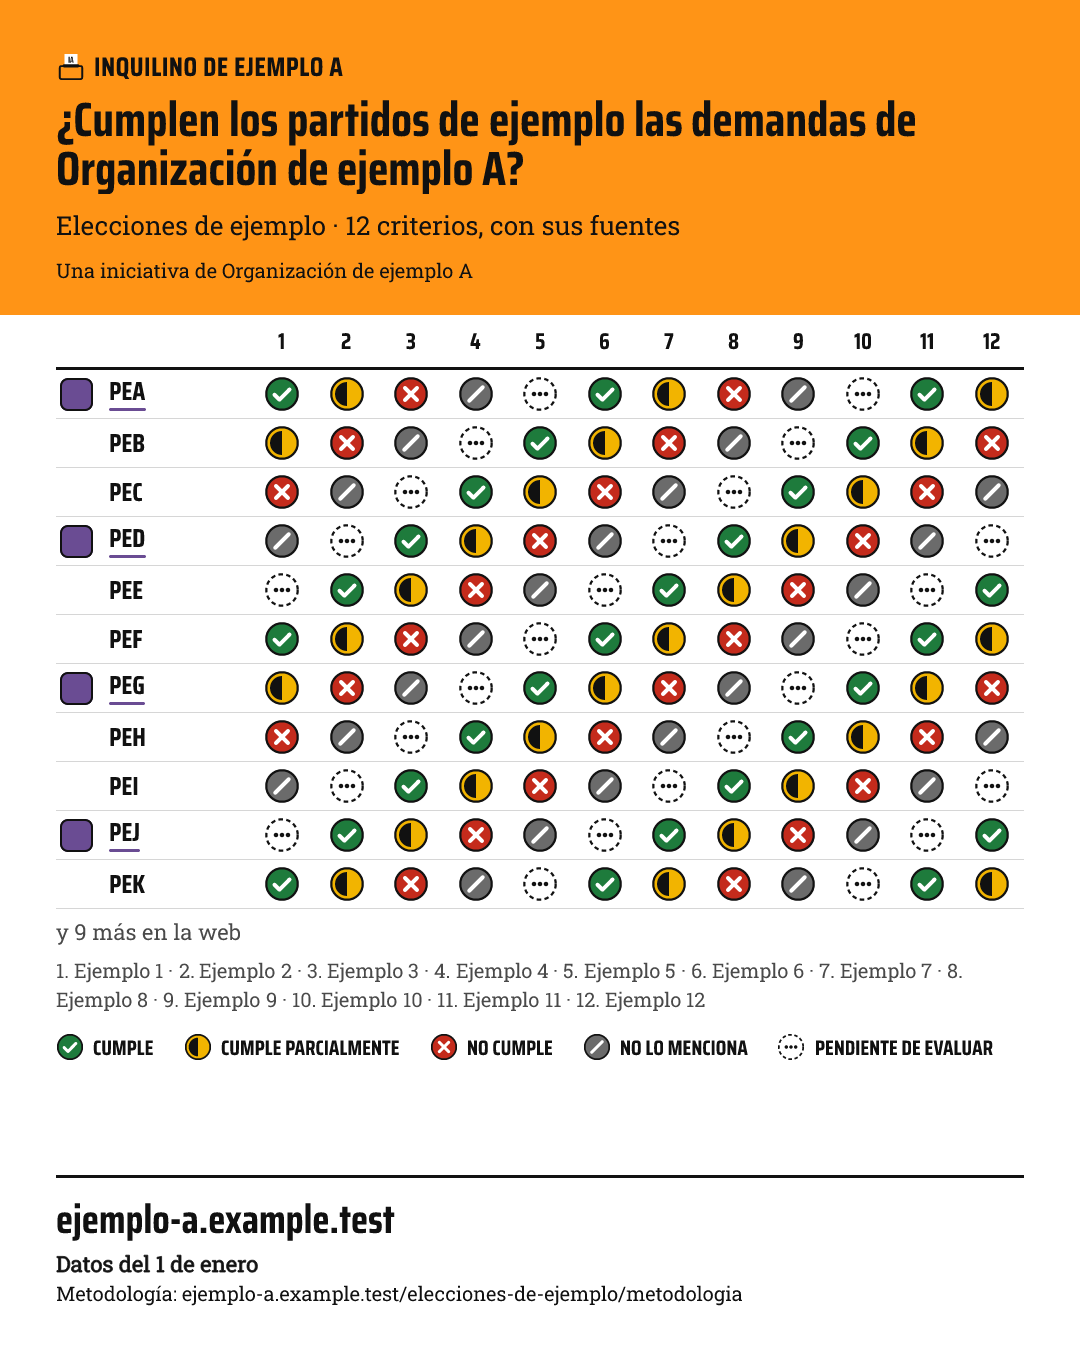 INQUILINO DE EJEMPLO A
¿Cumplen los partidos de ejemplo las demandas de
Organización de ejemplo A?
Elecciones de ejemplo · 12 criterios, con sus fuentes
Una iniciativa de Organización de ejemplo A
1 2 3 4 5 6 7 8 9 10 11 12
PEA
PEB
PEC
PED
PEE
PEF
PEG
PEH
PEI
PEJ
PEK
y 9 más en la web
1. Ejemplo 1 · 2. Ejemplo 2 · 3. Ejemplo 3 · 4. Ejemplo 4 · 5. Ejemplo 5 · 6. Ejemplo 6 · 7. Ejemplo 7 · 8.
Ejemplo 8 · 9. Ejemplo 9 · 10. Ejemplo 10 · 11. Ejemplo 11 · 12. Ejemplo 12
CUMPLE CUMPLE PARCIALMENTE NO CUMPLE NO LO MENCIONA PENDIENTE DE EVALUAR
ejemplo-a.example.test
Datos del 1 de enero
Metodología: ejemplo-a.example.test/elecciones-de-ejemplo/metodologia